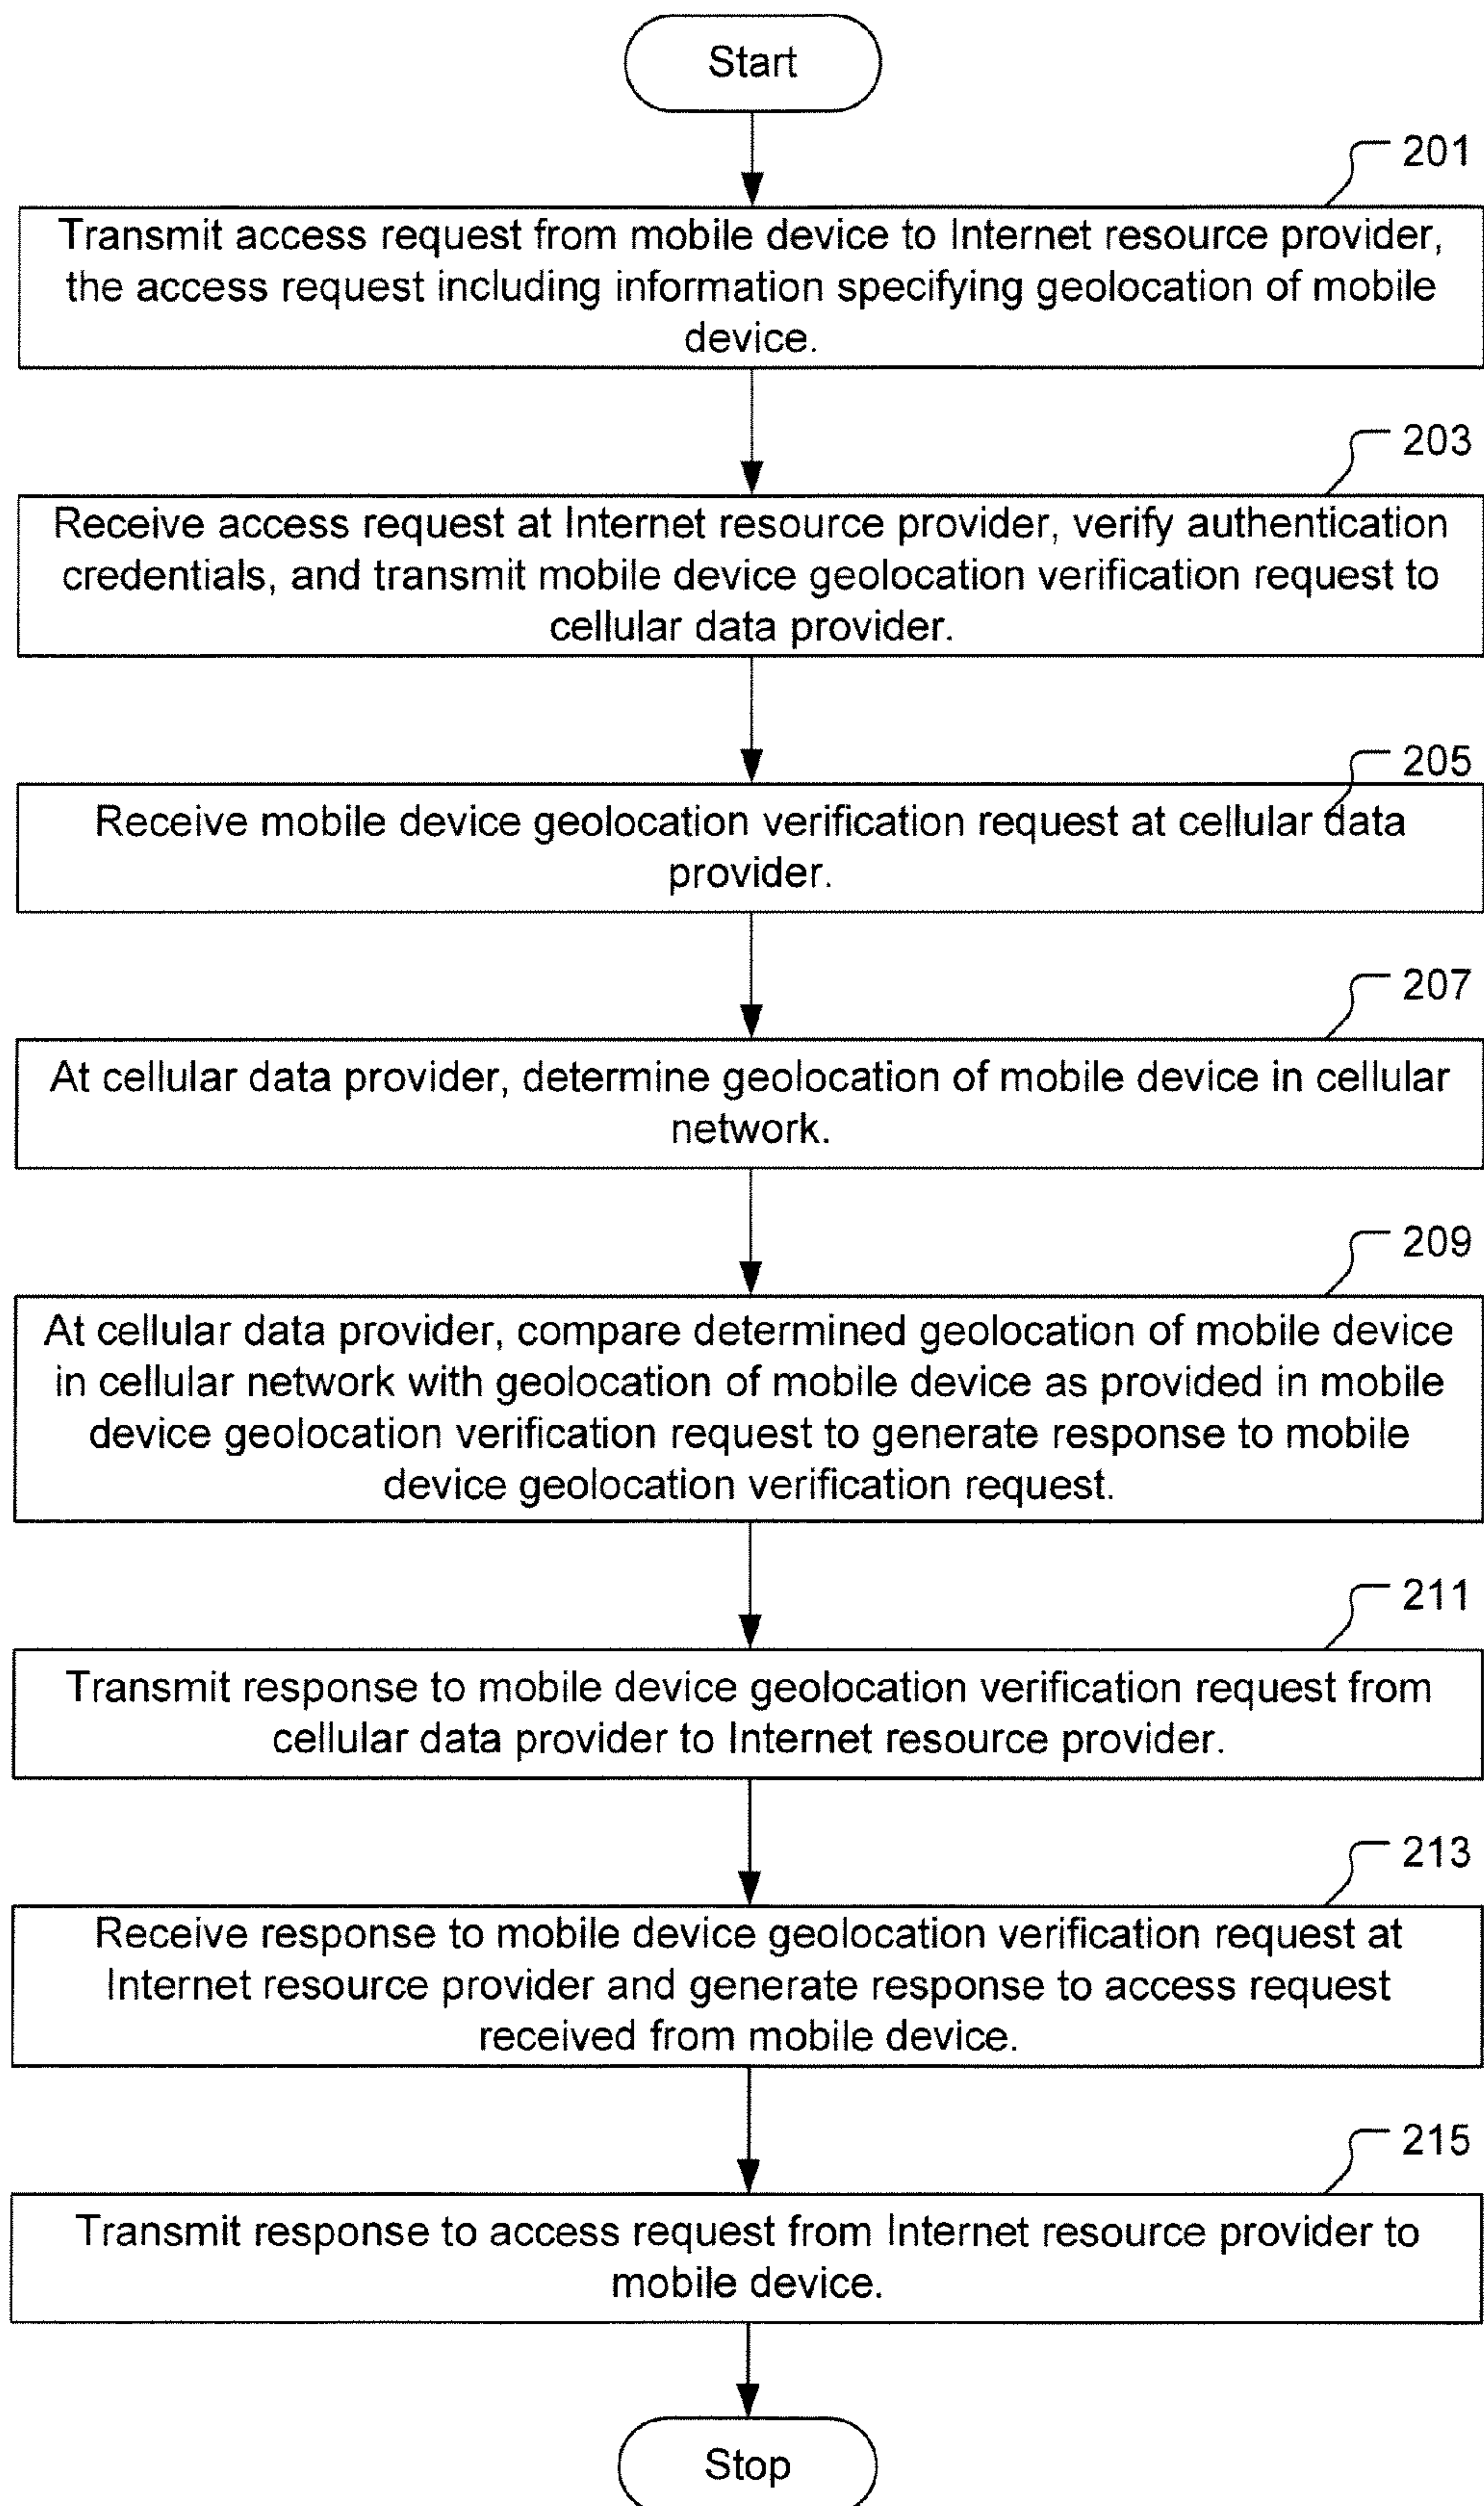 Start
201
Transmit access request from mobile device to Internet resource provider,
the access request including information specifying geolocation of mobile
device.
203
Receive access request at Internet resource provider, verify authentication
credentials, and transmit mobile device geolocation verification request to
cellular data provider.
205
Receive mobile device geolocation verification request at cellular data
provider.
207
At cellular data provider, determine geolocation of mobile device in cellular
network.
209
At cellular data provider, compare determined geolocation of mobile device
in cellular network with geolocation of mobile device as provided in mobile
device geolocation verification request to generate response to mobile
device geolocation verification request.
211
Transmit response to mobile device geolocation verification request from
cellular data provider to Internet resource provider.
213
Receive response to mobile device geolocation verification request at
Internet resource provider and generate response to access request
received from mobile device.
215
Transmit response to access request from Internet resource provider to
mobile device.
Stop